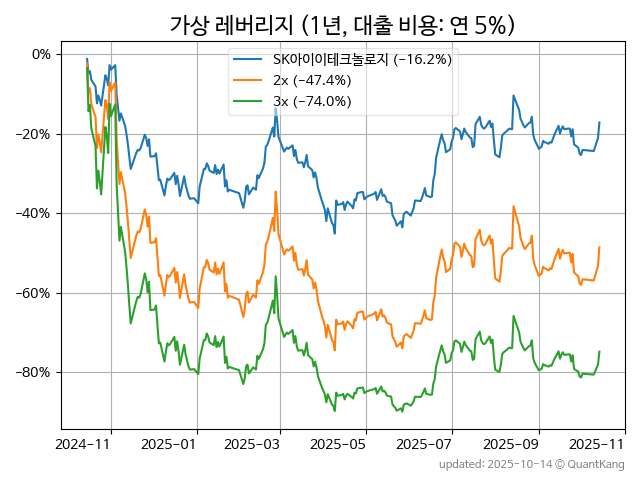 가상 레버리지 (1년, 대출 비용: 연 5%)
SK아이이테크놀로지 (−16.2%)
2x (−47.4%)
3x (−74.0%)
0%
−20%
−40%
−60%
−80%
2024-11 2025-01 2025-03 2025-05 2025-07 2025-09 2025-11
updated: 2025-10-14 © QuantKang